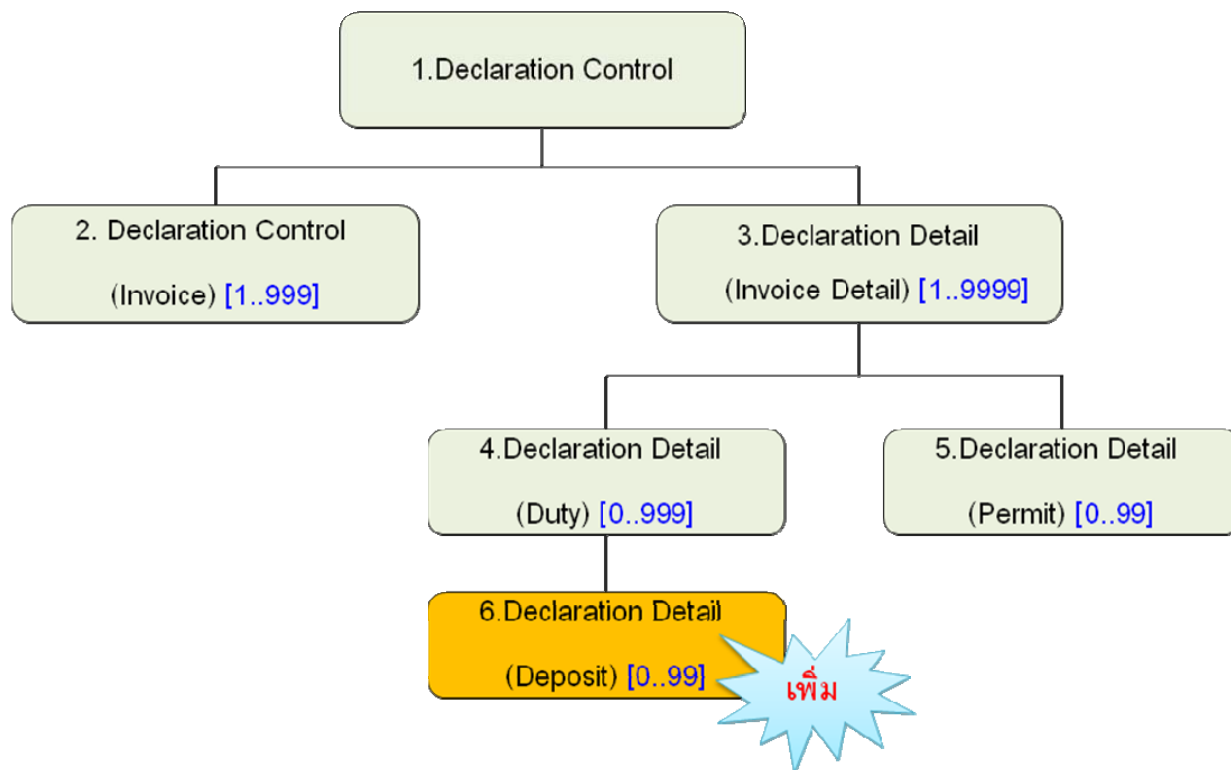 1.Declaration Control
2. Declaration Control
(Invoice) [1..999]
3.Declaration Detail
(Invoice Detail) [1..9999]
4.Declaration Detail
(Duty) [0..999]
5.Declaration Detail
(Permit) [0..99]
6.Declaration Detail
(Deposit) [0..99]
เพิ่ม